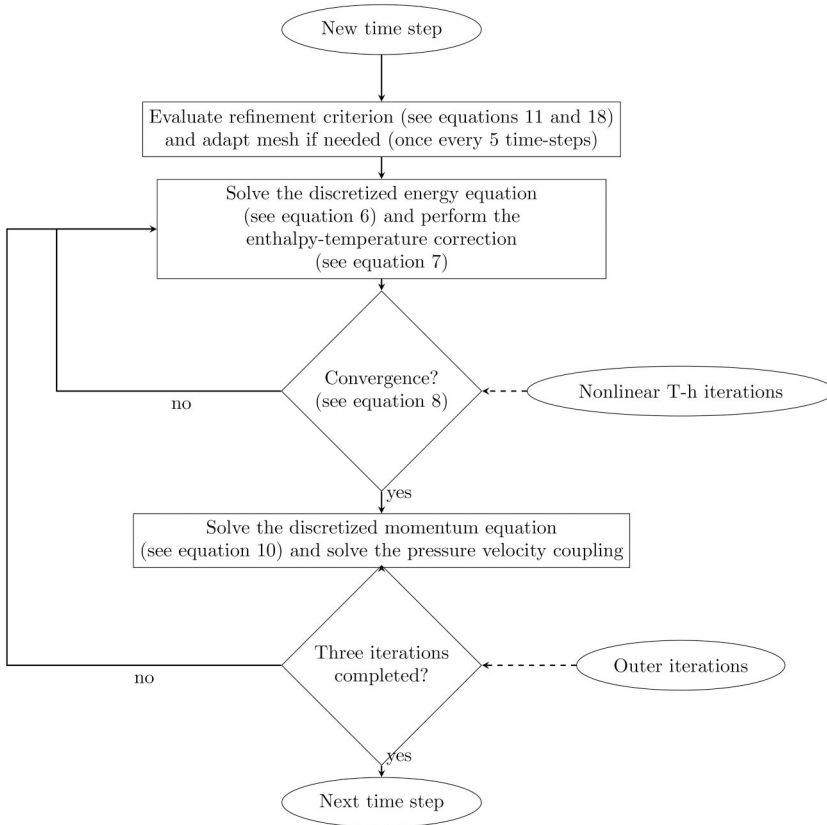 New time step
Evaluate refinement criterion (see equations 11 and 18)
and adapt mesh if needed (once every 5 time-steps)
Solve the discretized energy equation
(see equation 6) and perform the
enthalpy-temperature correction
(see equation 7)
Convergence?
(see equation 8)
Nonlinear T-h iterations
no
yes
Solve the discretized momentum equation
(see equation 10) and solve the pressure velocity coupling
Three iterations
completed?
Outer iterations
no
yes
Next time step